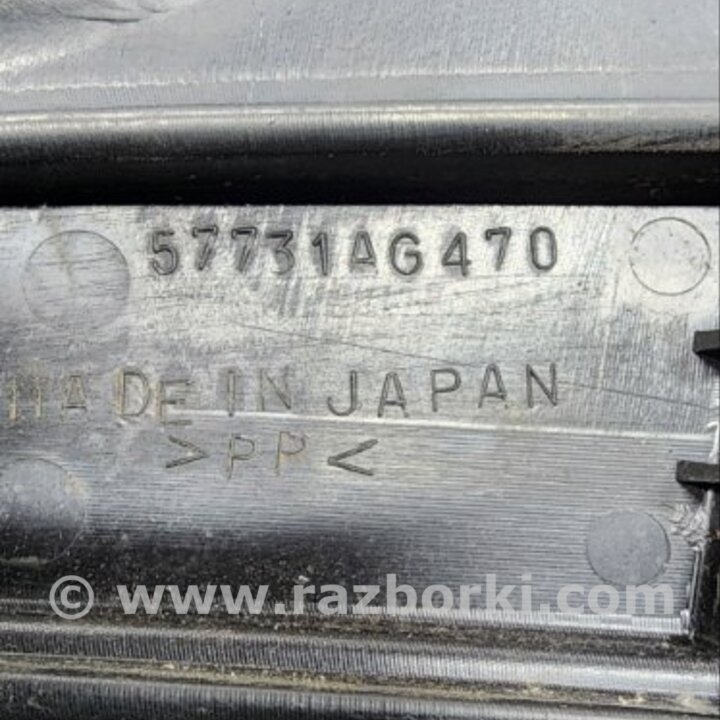 57731AG470
MADE IN JAPAN
>PP<
© www.razborki.com